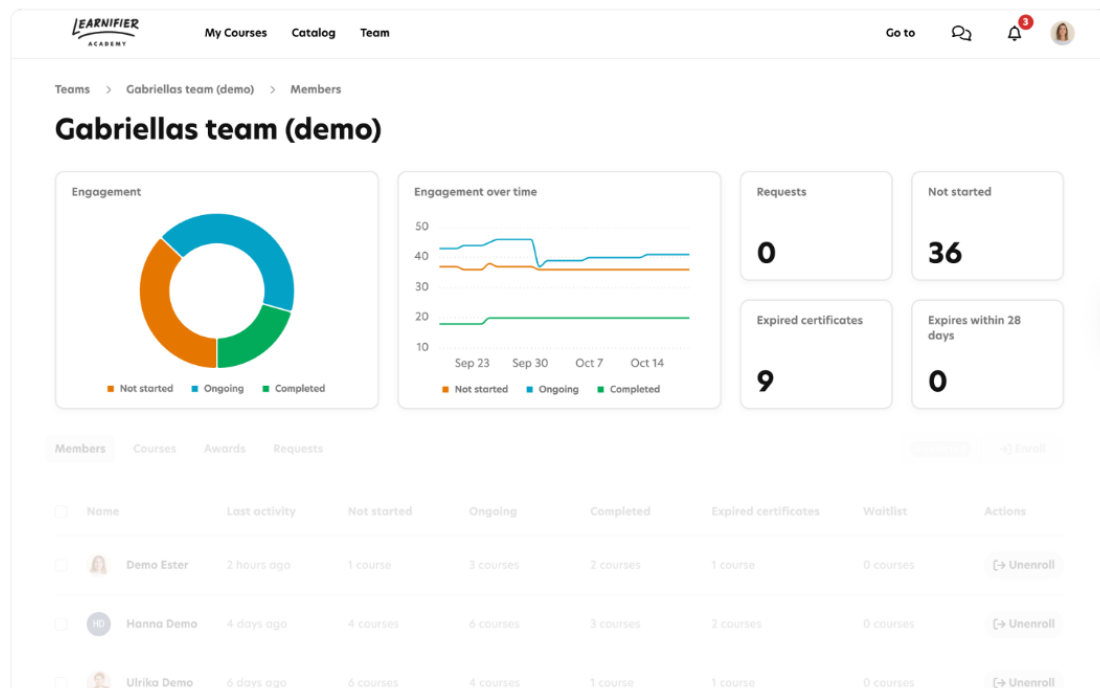 LEARNIFIER
ACADEMY
My Courses Catalog Team
Go to
3
Teams > Gabriellas team (demo) > Members
Gabriellas team (demo)
Engagement
Not started Ongoing Completed
Engagement over time
50
40
30
20
10
Sep 23 Sep 30 Oct 7 Oct 14
Not started Ongoing Completed
Requests
0
Not started
36
Expired certificates
9
Expires within 28
days
0
Members Courses Awards Requests
Enroll
Name Last activity Not started Ongoing Completed Expired certificates Waitlist Actions
Demo Ester 2 hours ago 1 course 3 courses 2 courses 1 course 0 courses Unenroll
HD Hanna Demo 4 days ago 4 courses 6 courses 3 courses 2 courses 0 courses Unenroll
Ulrika Demo 6 days ago 6 courses 4 courses 1 course 1 course 0 courses Unenroll